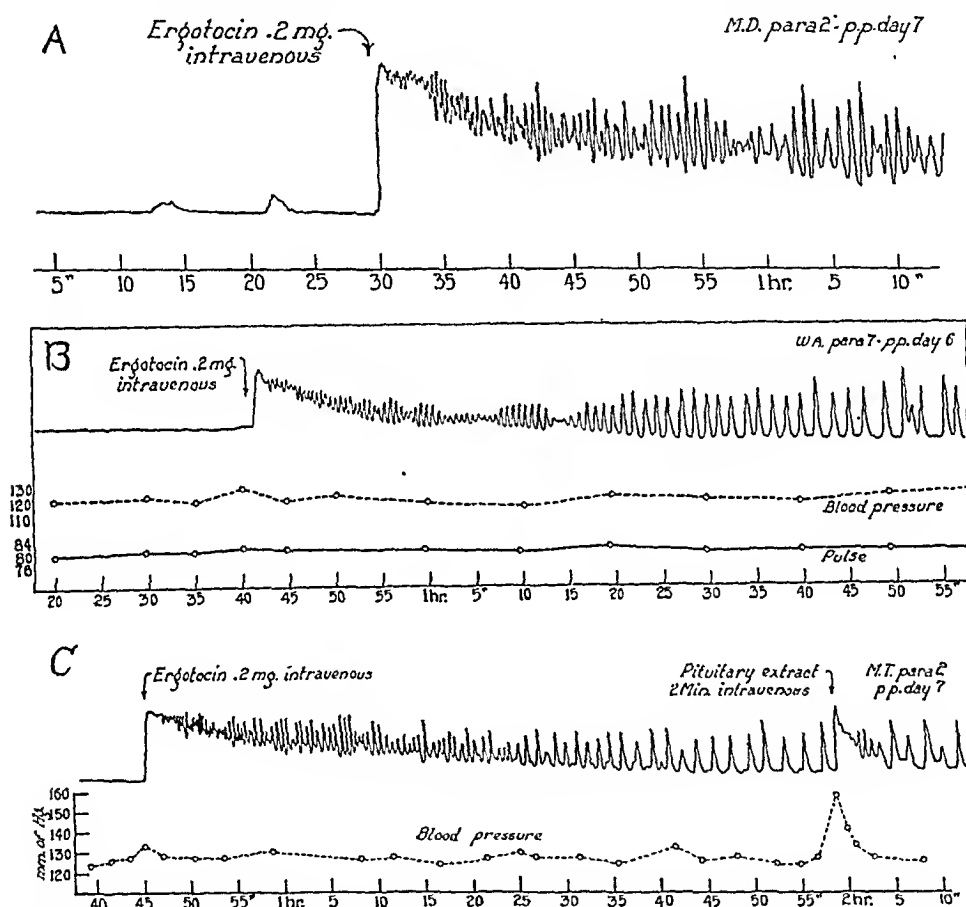 A
Ergotocin .2 mg.
intravenous
M.D. para 2 - p.p. day 7
5" 10 15 20 25 30 35 40 45 50 55 1 hr. 5 10"
B
W.A. para 7 - p.p. day 6
Ergotocin .2 mg.
intravenous
130
120
110
Blood pressure
84
80
76
Pulse
20 25 30 35 40 45 50 55 1 hr. 5" 10 15 20 25 30 35 40 45 50 55"
C
Ergotocin .2 mg. intravenous
Pituitary extract
2 Min. intravenous
M.T. para 2
p.p. day 7
160
150
140
130
120
mm. of Hg.
Blood pressure
40 45 50 55" 1 hr. 5 10 15 20 25 30 35 40 45 50 55" 2 hr. 5 10"